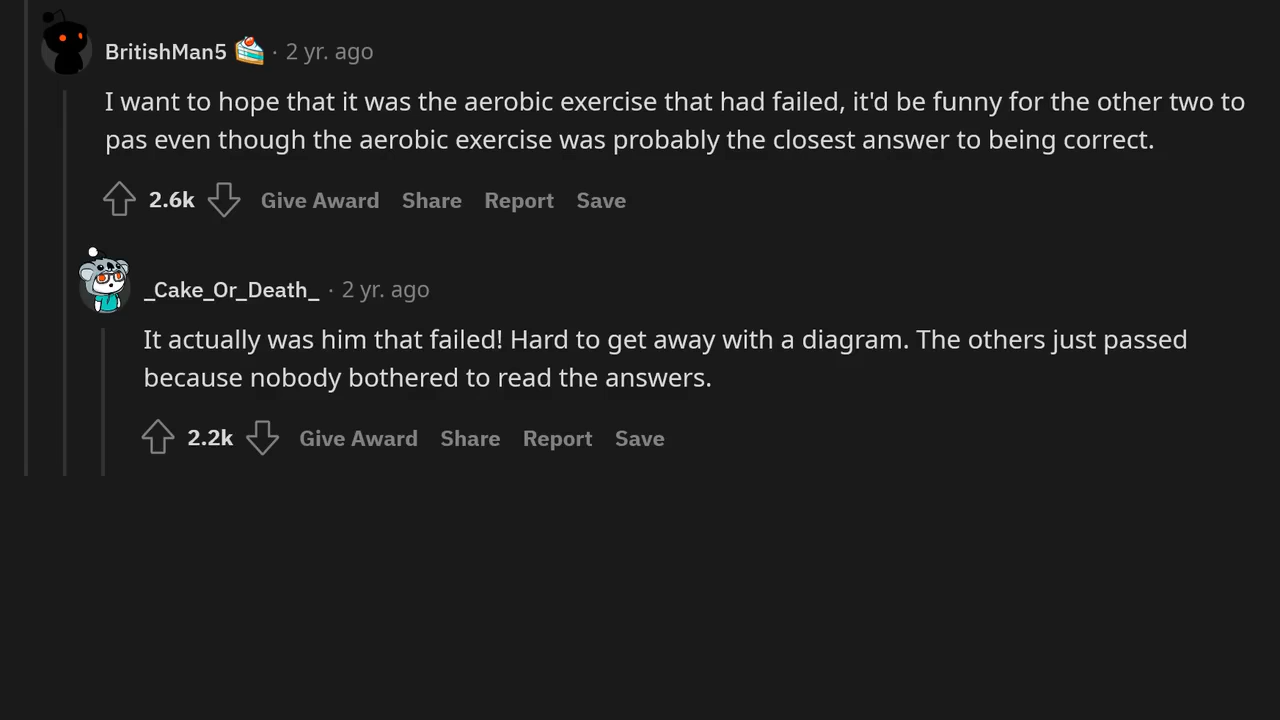 BritishMan5 🍰 · 2 yr. ago
I want to hope that it was the aerobic exercise that had failed, it'd be funny for the other two to
pas even though the aerobic exercise was probably the closest answer to being correct.
2.6k Give Award Share Report Save
_Cake_Or_Death_ · 2 yr. ago
It actually was him that failed! Hard to get away with a diagram. The others just passed
because nobody bothered to read the answers.
2.2k Give Award Share Report Save